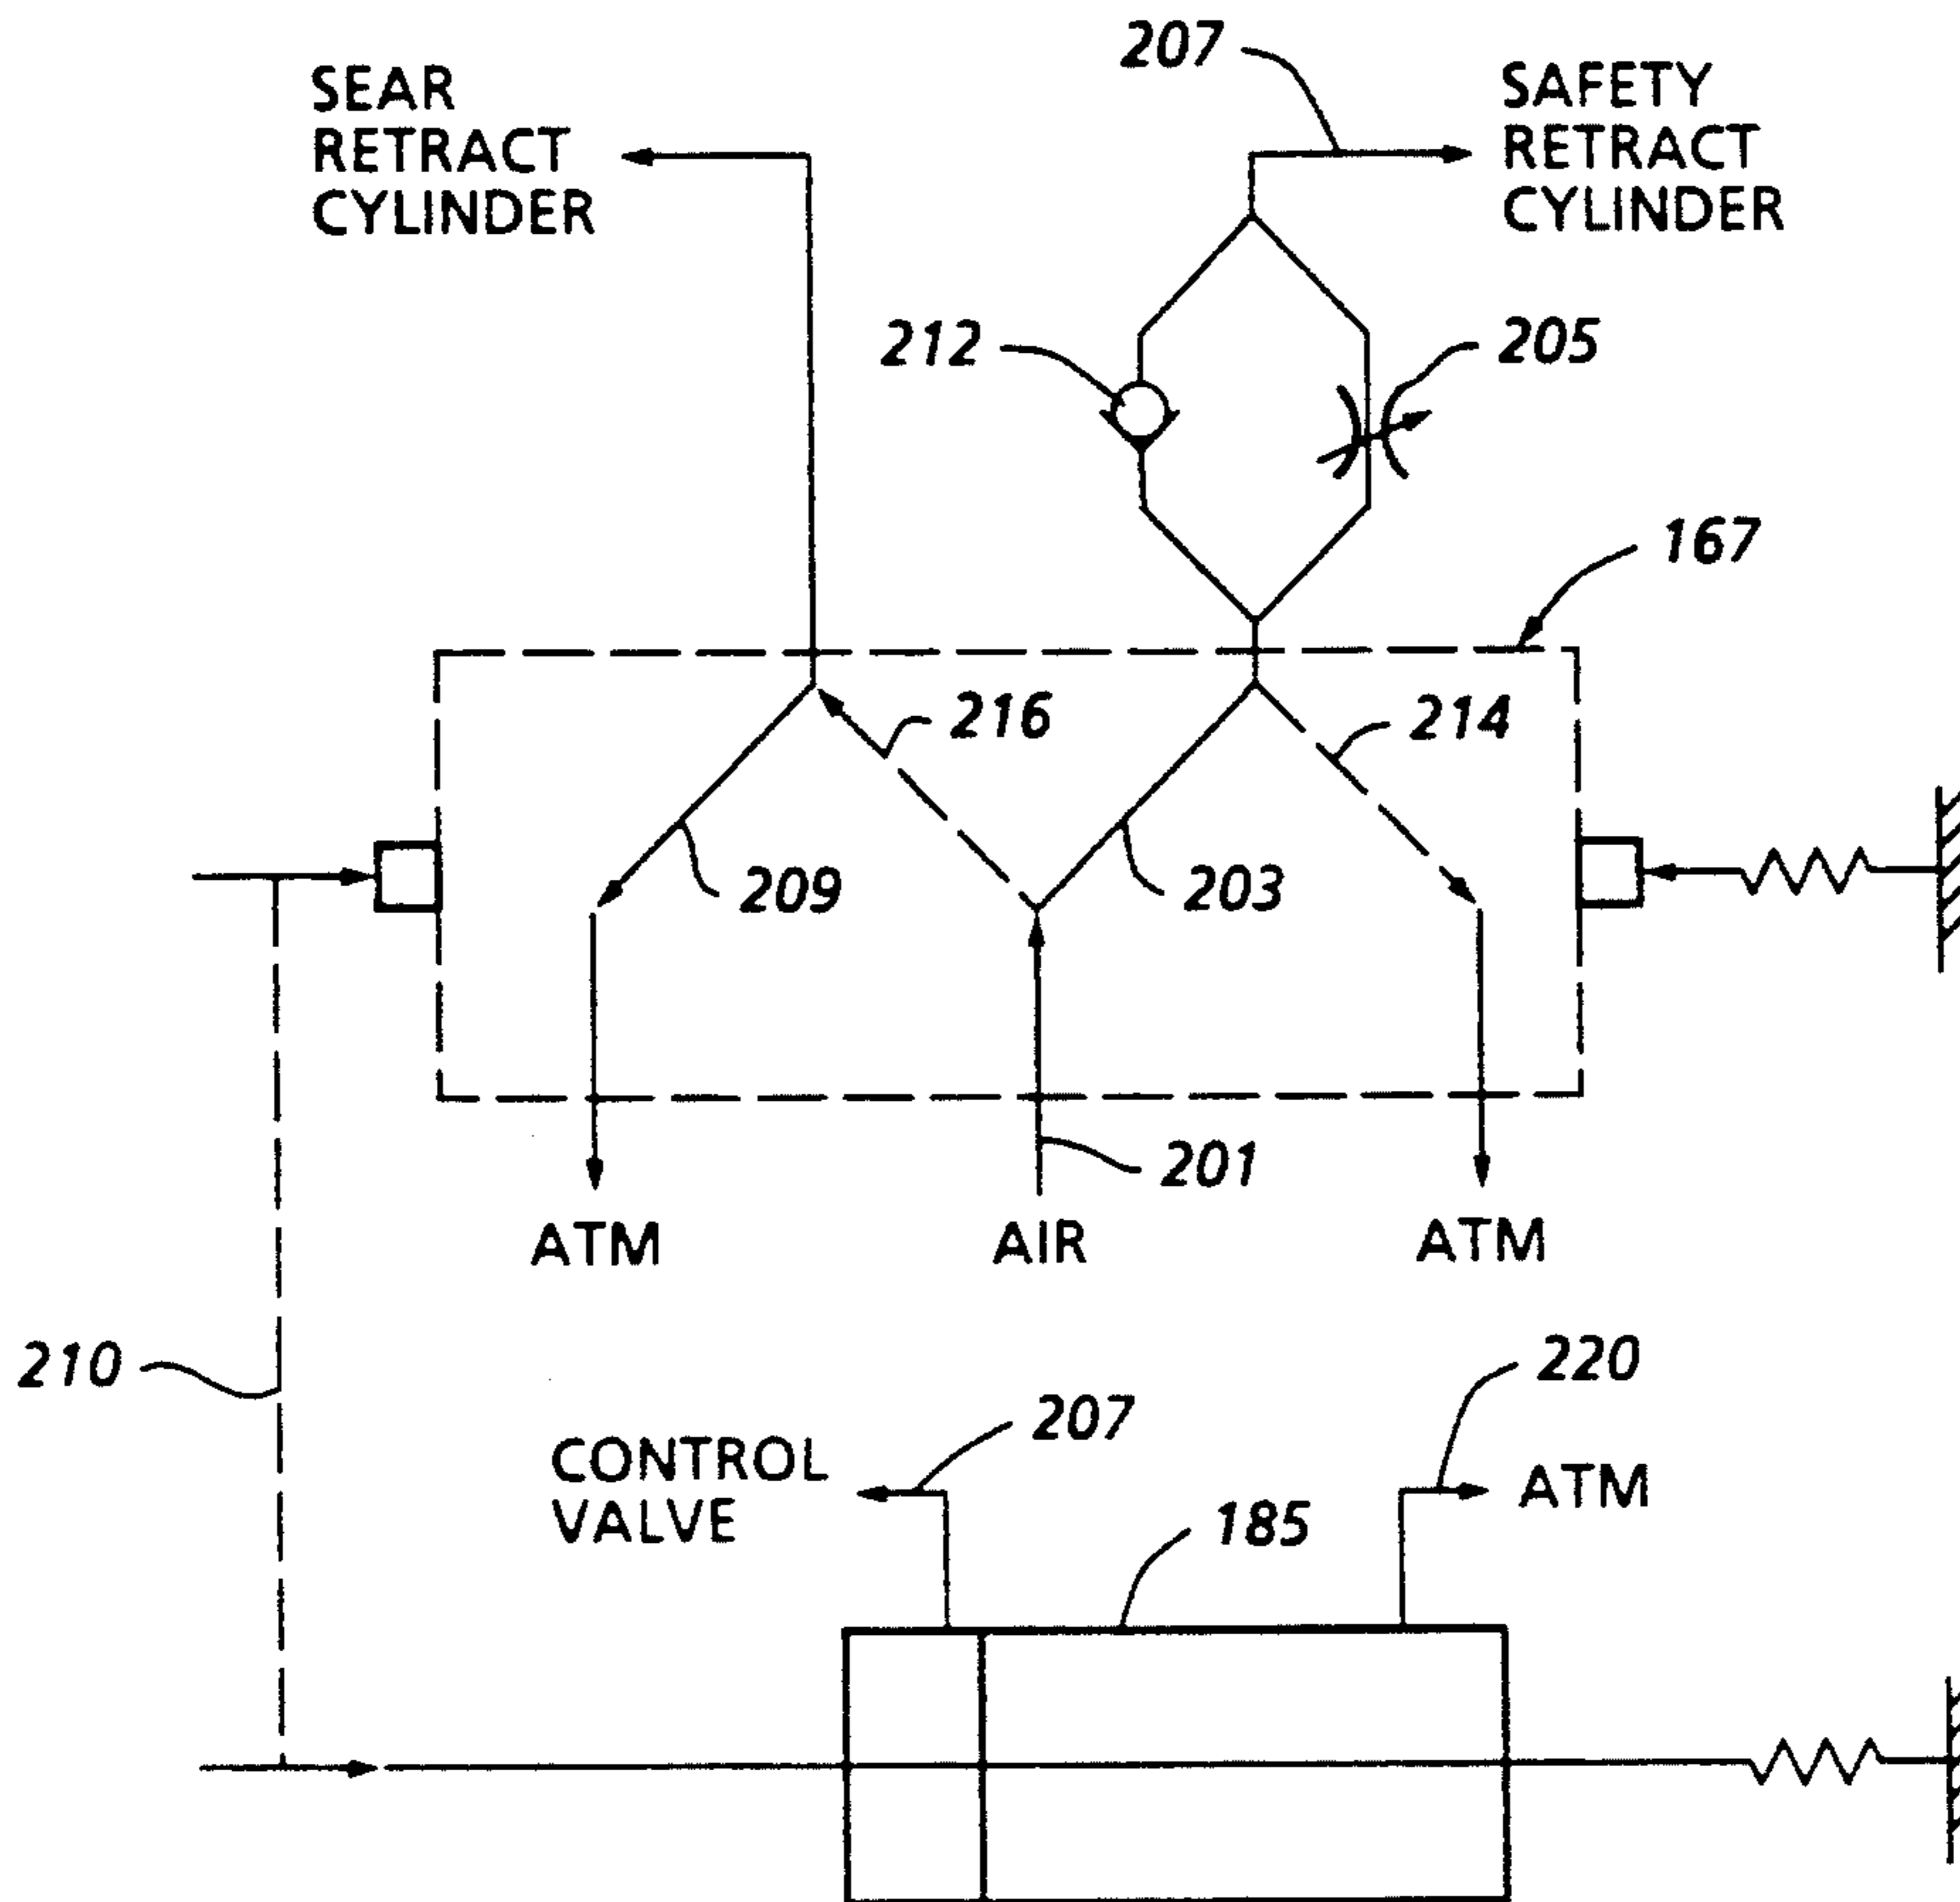 207
SEAR
RETRACT
CYLINDER
SAFETY
RETRACT
CYLINDER
212
205
167
216
214
209
203
201
ATM
AIR
ATM
210
220
207
CONTROL
VALVE
ATM
185